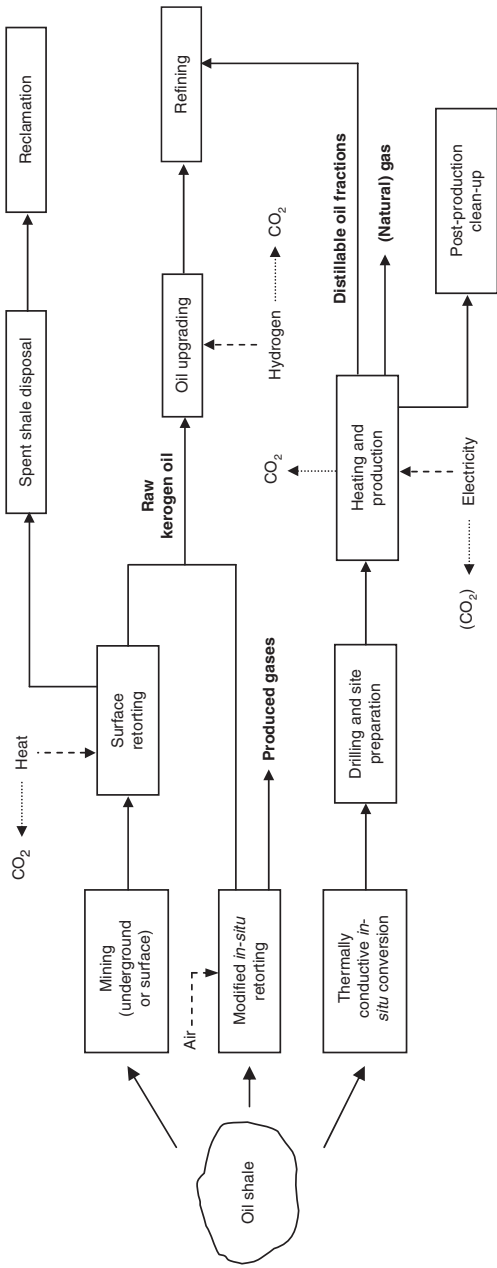 Oil shale
Mining
(underground
or surface)
Air
Modified in-situ
retorting
Thermally
conductive in-
situ conversion
CO₂
Heat
Surface
retorting
Produced gases
Drilling and site
preparation
Spent shale disposal
Reclamation
Raw
kerogen oil
Oil upgrading
Refining
Hydrogen
CO₂
CO₂
Heating and
production
(CO₂)
Electricity
Distillable oil fractions
(Natural) gas
Post-production
clean-up